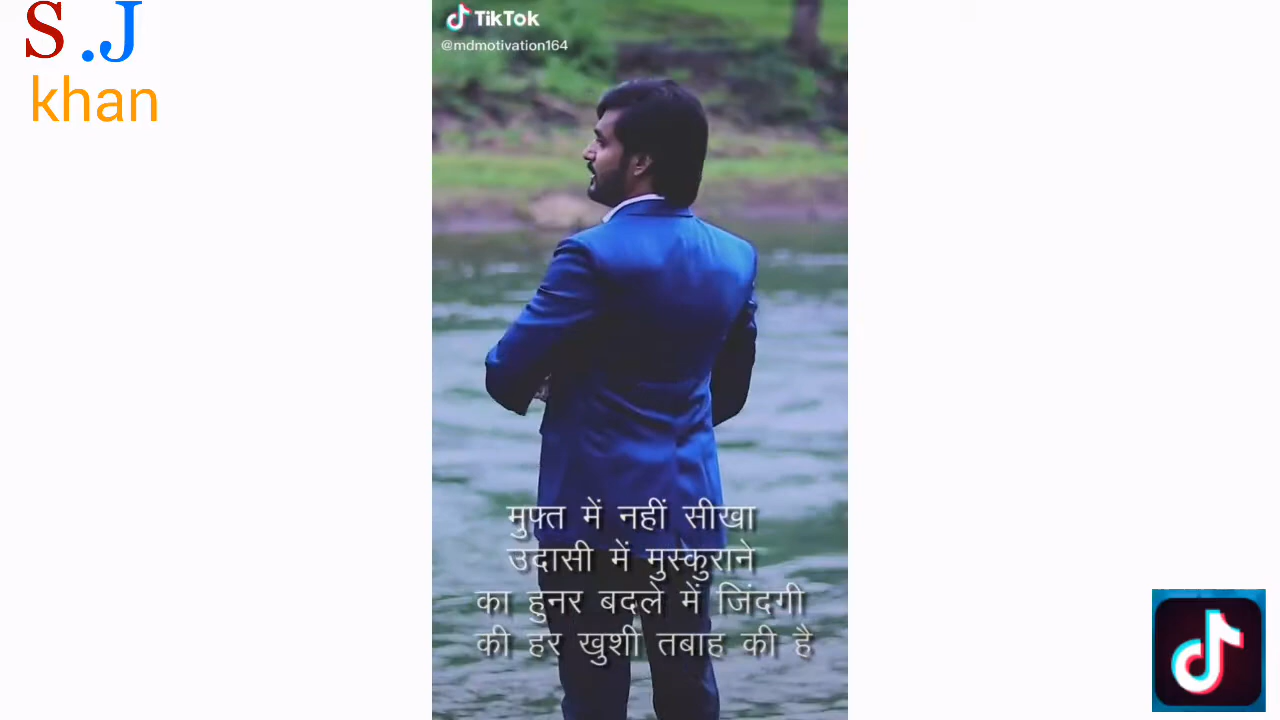 S .J
khan
TikTok
@mdmotivation164
मुफ्त में नहीं सीखा
उदासी में मुस्कुराने
का हुनर बदले में जिंदगी
की हर खुशी तबाह की है